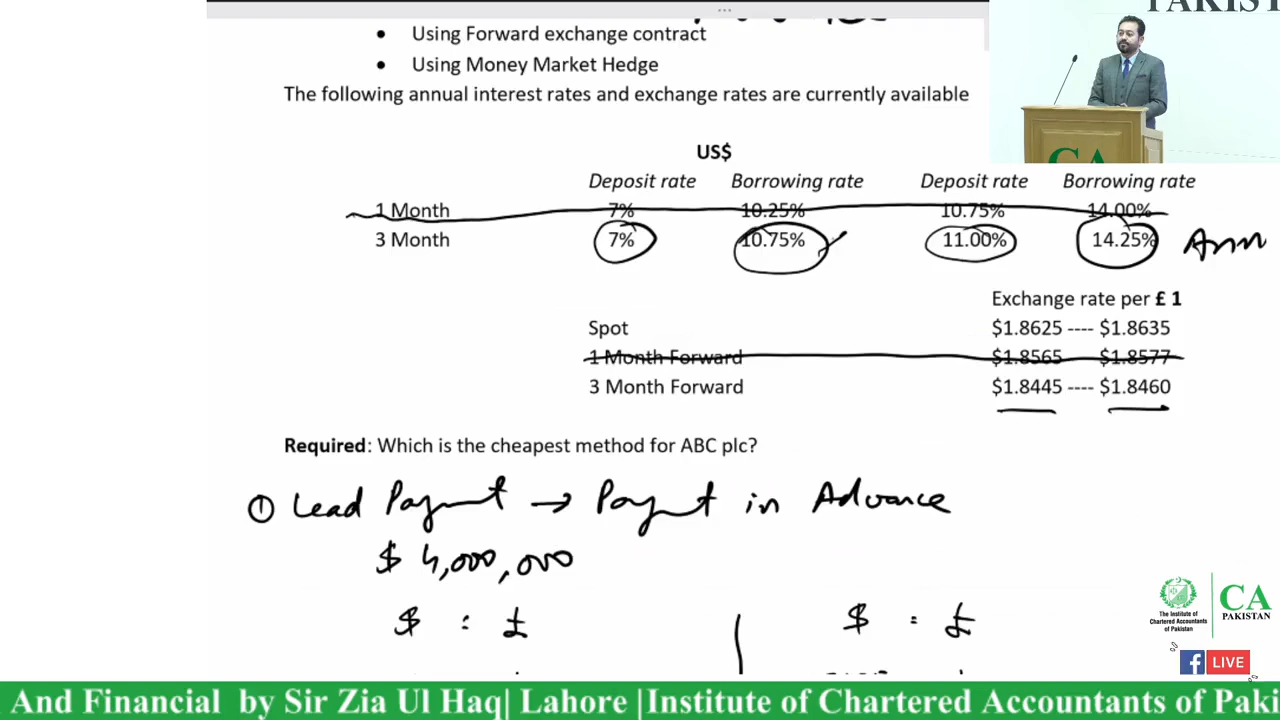 PAKISTAN
• Using Forward exchange contract
• Using Money Market Hedge
The following annual interest rates and exchange rates are currently available
US$
Deposit rate Borrowing rate Deposit rate Borrowing rate
1 Month 7% 10.25% 10.75% 14.00%
3 Month 7% 10.75% 11.00% 14.25% Ann
Exchange rate per £ 1
Spot $1.8625 ---- $1.8635
1 Month Forward $1.8565 $1.8577
3 Month Forward $1.8445 ---- $1.8460
Required: Which is the cheapest method for ABC plc?
① Lead Paymt → Paymt in Advance
$ 4,000,000
$ : £ $ : £
The Institute of
Chartered Accountants
of Pakistan
CA
PAKISTAN
CA
f LIVE
And Financial by Sir Zia Ul Haq| Lahore |Institute of Chartered Accountants of Paki